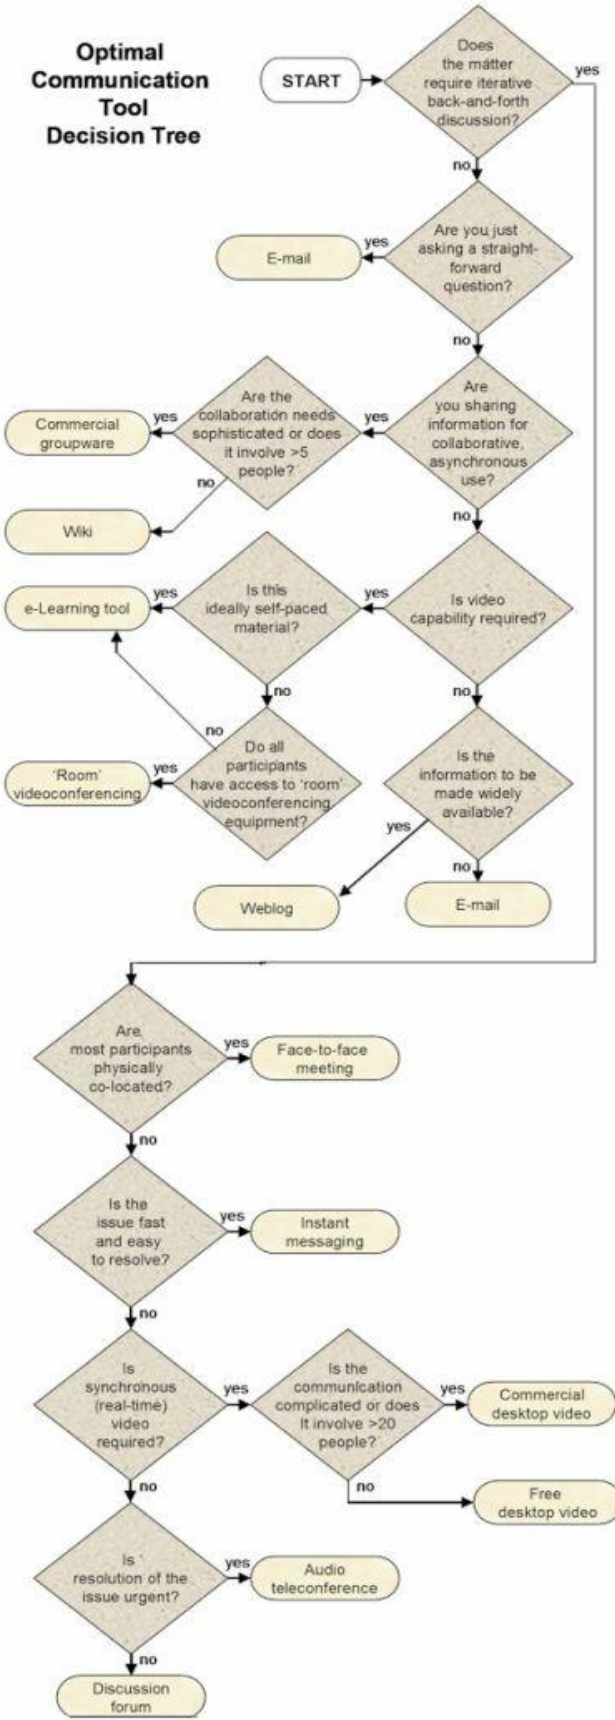 Optimal
Communication
Tool
Decision Tree
START
Does
the matter
require iterative
back-and-forth
discussion?
yes
no
Are you just
asking a straight-
forward
question?
yes
E-mail
no
Are
you sharing
information for
collaborative,
asynchronous
use?
yes
Are the
collaboration needs
sophisticated or does
it involve >5
people?
yes
Commercial
groupware
no
Wiki
no
Is video
capability required?
yes
Is this
ideally self-paced
material?
yes
e-Learning tool
no
no
Do all
participants
have access to 'room'
videoconferencing
equipment?
yes
'Room'
videoconferencing
no
Is the
information to be
made widely
available?
yes
Weblog
no
E-mail
Are
most participants
physically
co-located?
yes
Face-to-face
meeting
no
Is the
issue fast
and easy
to resolve?
yes
Instant
messaging
no
Is
synchronous
(real-time)
video
required?
yes
Is the
communication
complicated or does
it involve >20
people?
yes
Commercial
desktop video
no
Free
desktop video
no
Is
resolution of the
issue urgent?
yes
Audio
teleconference
no
Discussion
forum